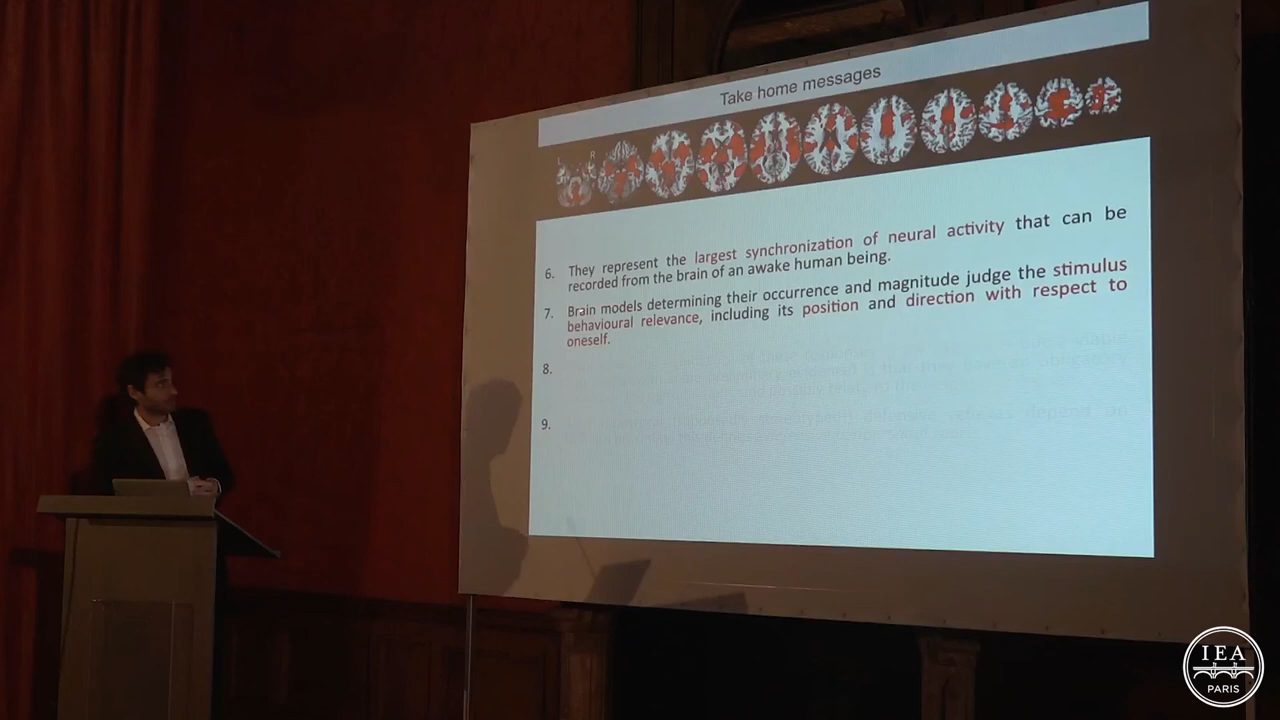 Take home messages
L R
6. They represent the largest synchronization of neural activity that can be
recorded from the brain of an awake human being.
7. Brain models determining their occurrence and magnitude judge the stimulus
behavioural relevance, including its position and direction with respect to
oneself.
8.
9.
IEA
PARIS